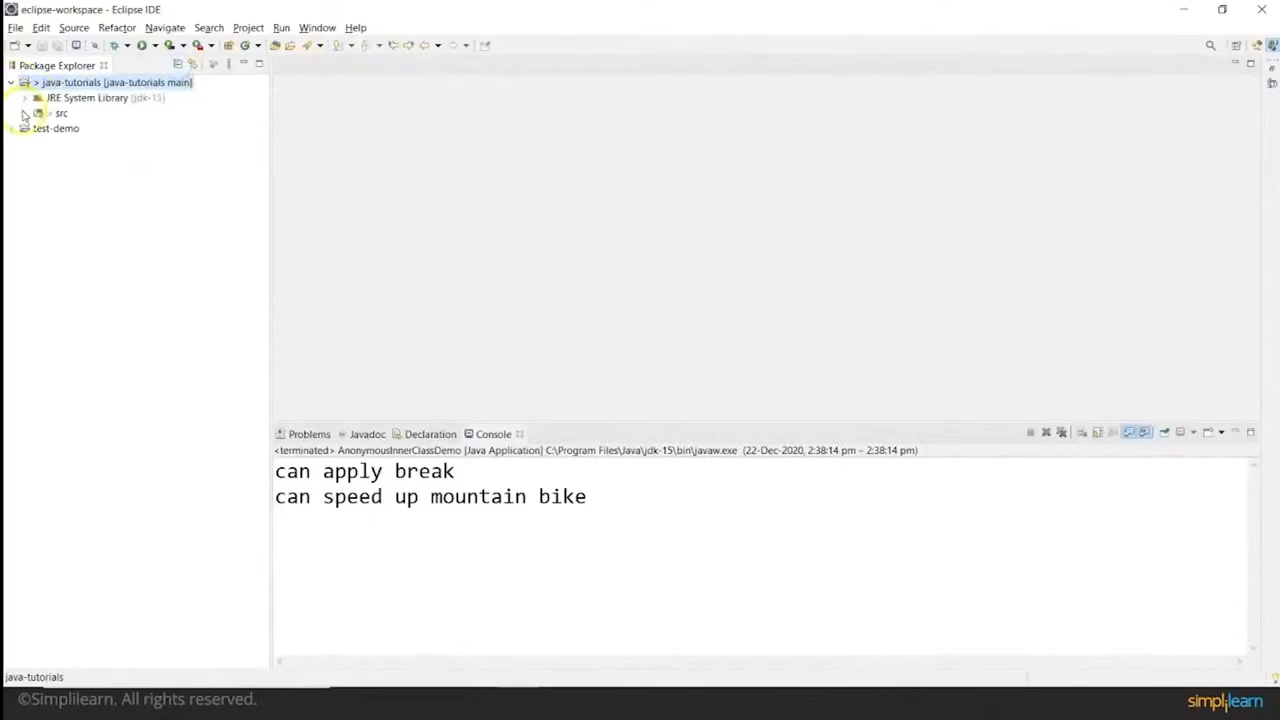 eclipse-workspace - Eclipse IDE
File Edit Source Refactor Navigate Search Project Run Window Help
Package Explorer
> java-tutorials [java-tutorials main]
JRE System Library [jdk-15]
> src
test-demo
Problems Javadoc Declaration Console
<terminated> AnonymousInnerClassDemo [Java Application] C:\Program Files\Java\jdk-15\bin\javaw.exe (22-Dec-2020, 2:38:14 pm – 2:38:14 pm)
can apply break
can speed up mountain bike
java-tutorials
©Simplilearn. All rights reserved.
simplilearn